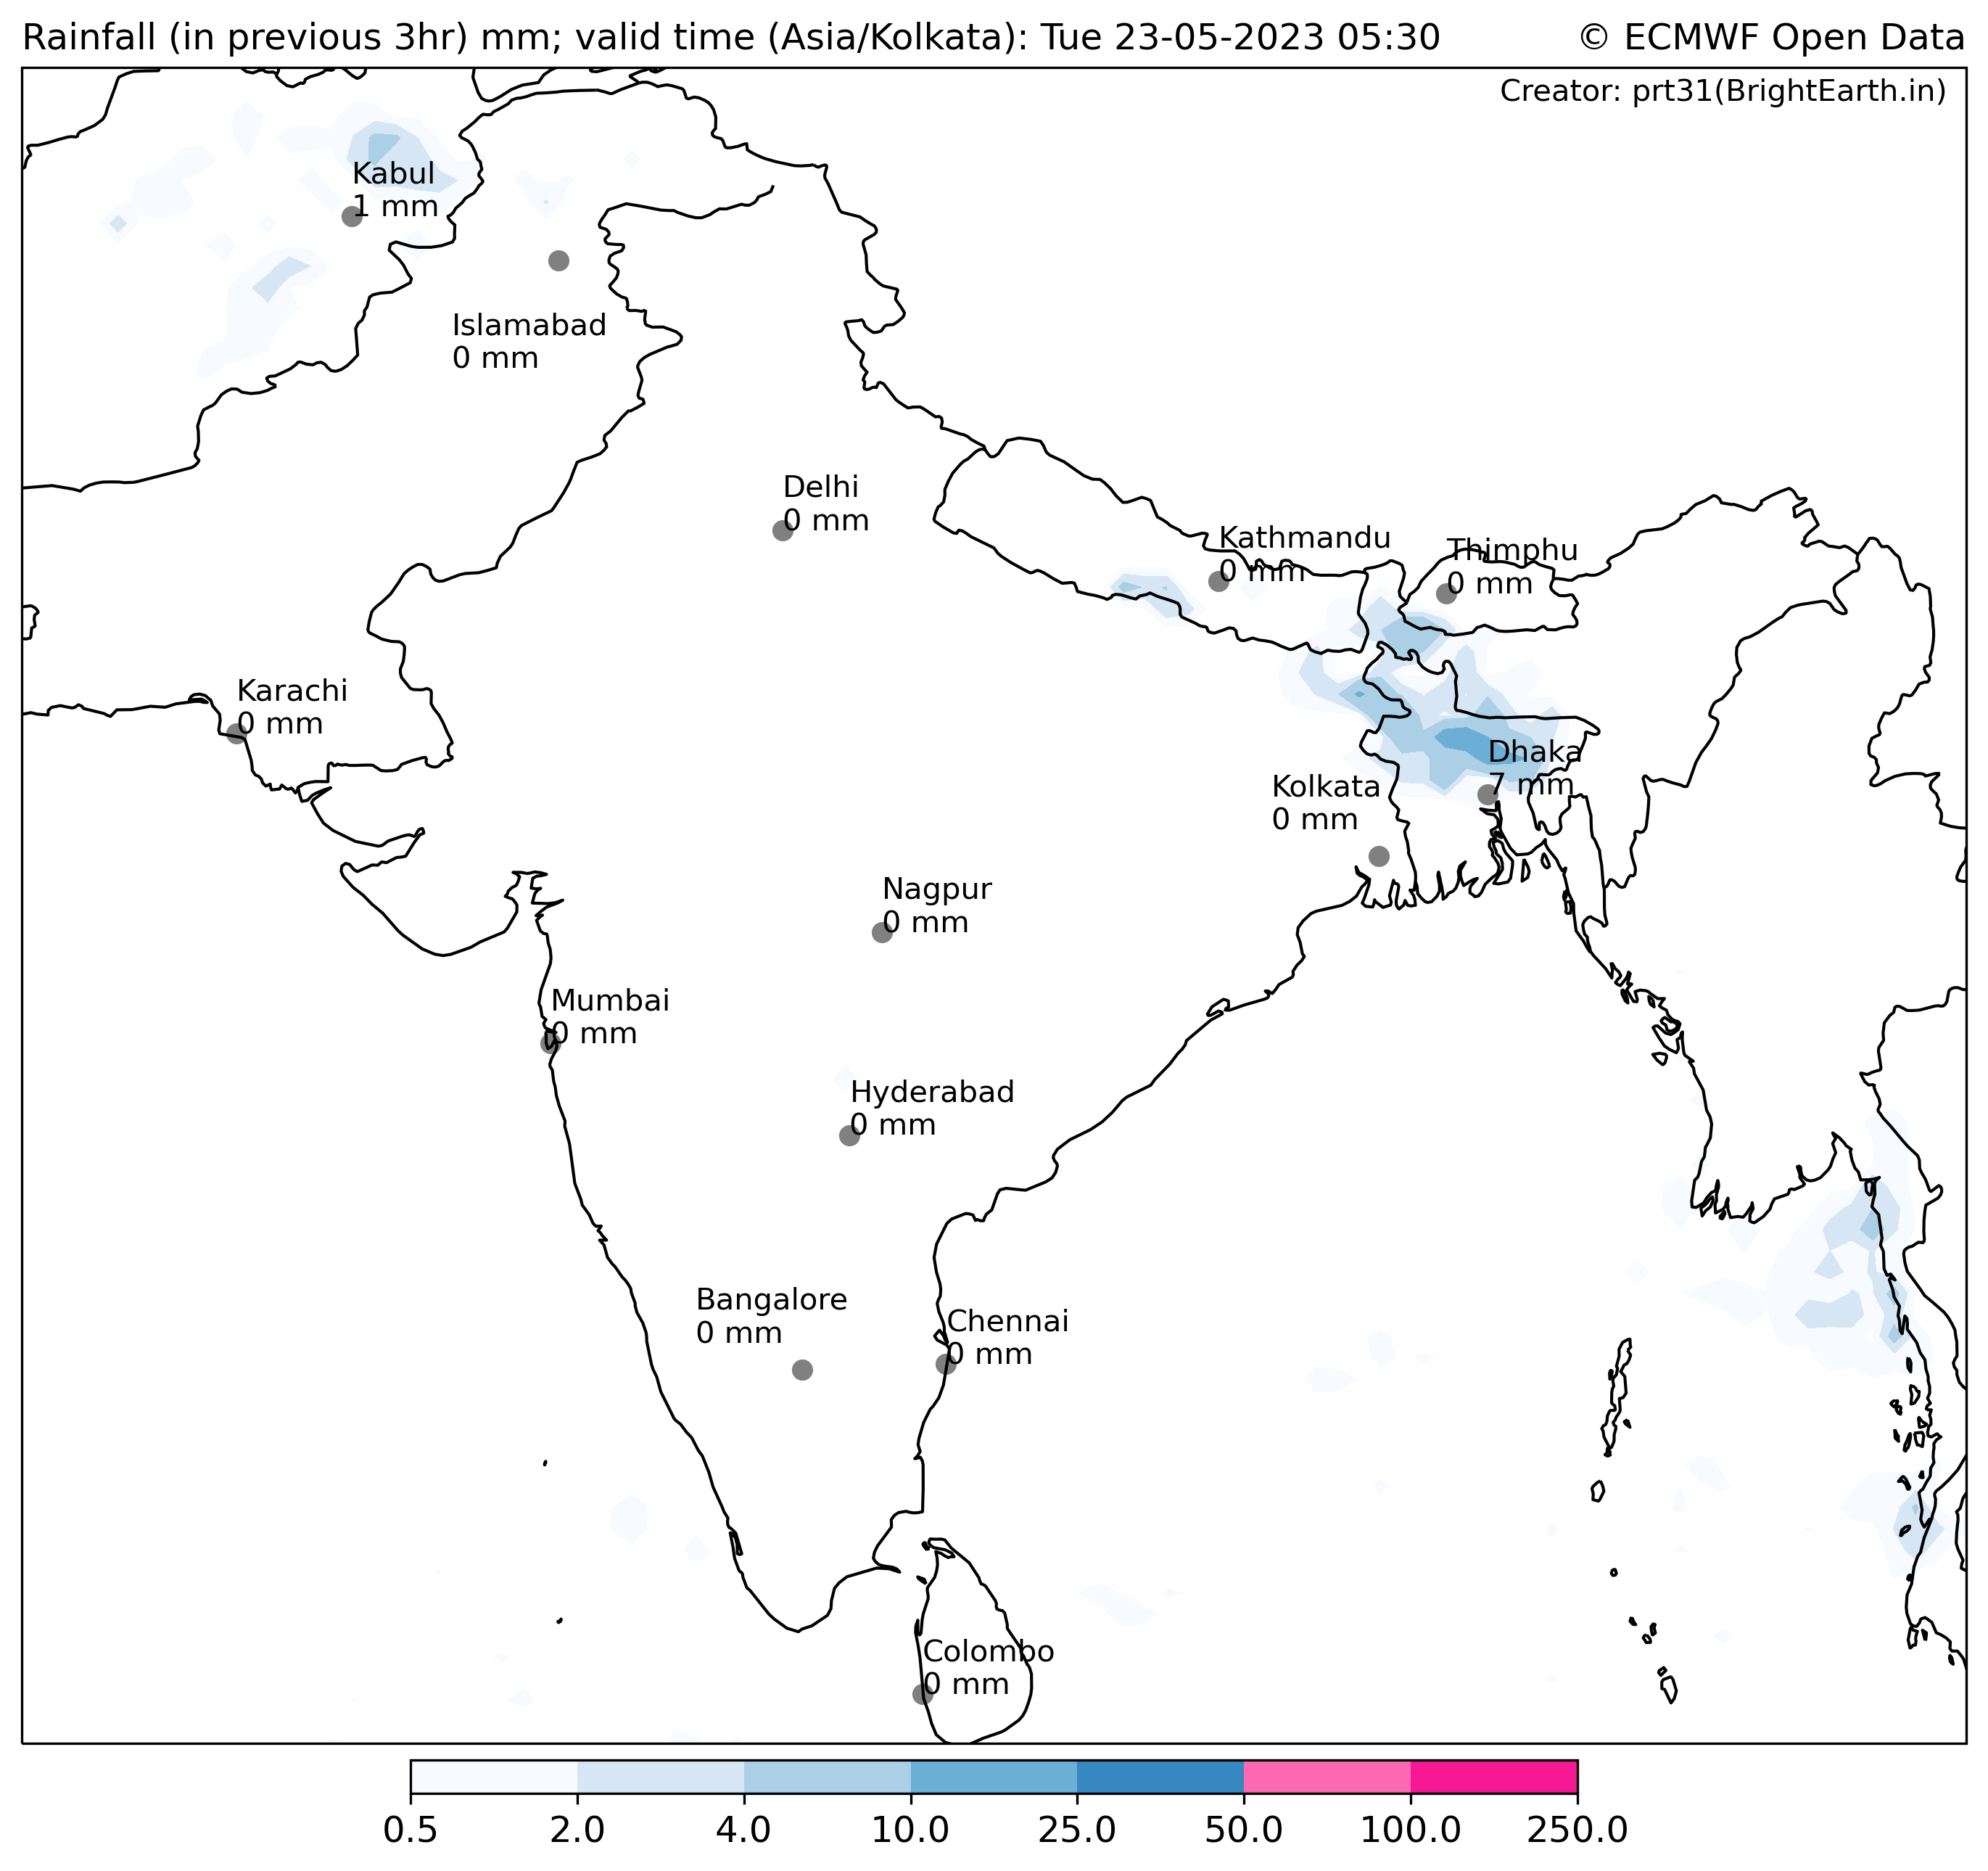 Rainfall (in previous 3hr) mm; valid time (Asia/Kolkata): Tue 23-05-2023 05:30
© ECMWF Open Data
Creator: prt31(BrightEarth.in)
Kabul
1 mm
Islamabad
0 mm
Delhi
0 mm
Kathmandu
0 mm
Thimphu
0 mm
Karachi
0 mm
Dhaka
7 mm
Kolkata
0 mm
Nagpur
0 mm
Mumbai
0 mm
Hyderabad
0 mm
Bangalore
0 mm
Chennai
0 mm
Colombo
0 mm
0.5 2.0 4.0 10.0 25.0 50.0 100.0 250.0